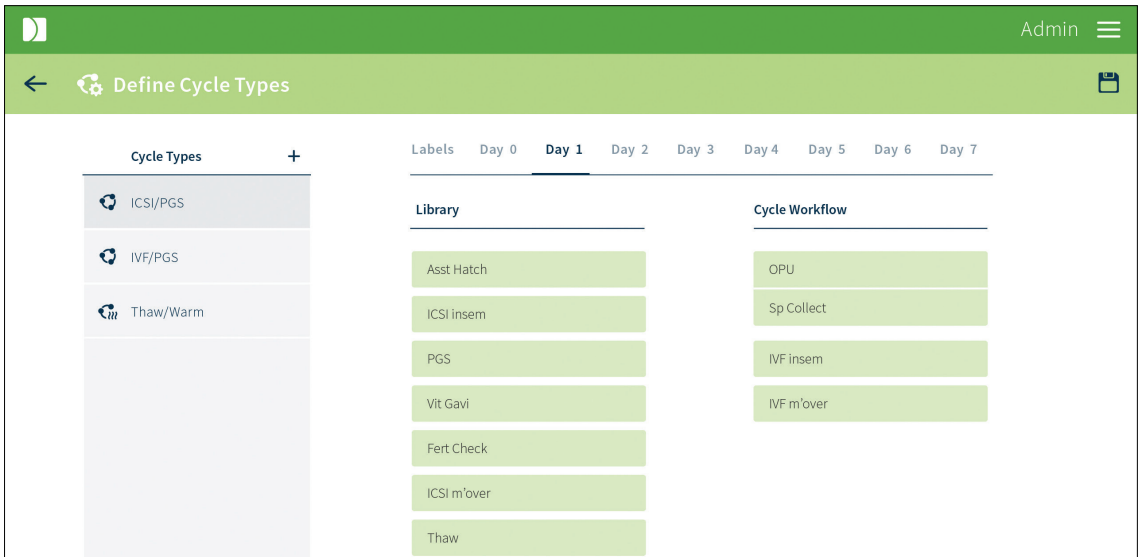 Admin
Define Cycle Types
Cycle Types +
ICSI/PGS
IVF/PGS
Thaw/Warm
Labels Day 0 Day 1 Day 2 Day 3 Day 4 Day 5 Day 6 Day 7
Library
Asst Hatch
ICSI insem
PGS
Vit Gavi
Fert Check
ICSI m’over
Thaw
Cycle Workflow
OPU
Sp Collect
IVF insem
IVF m’over